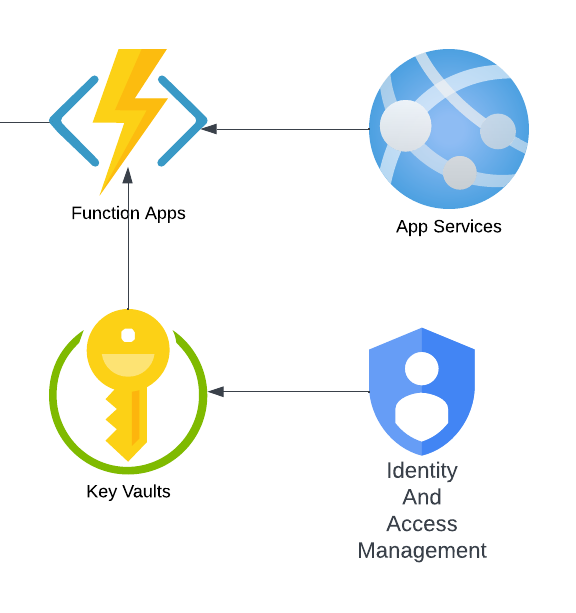 Function Apps
App Services
Key Vaults
Identity
And
Access
Management